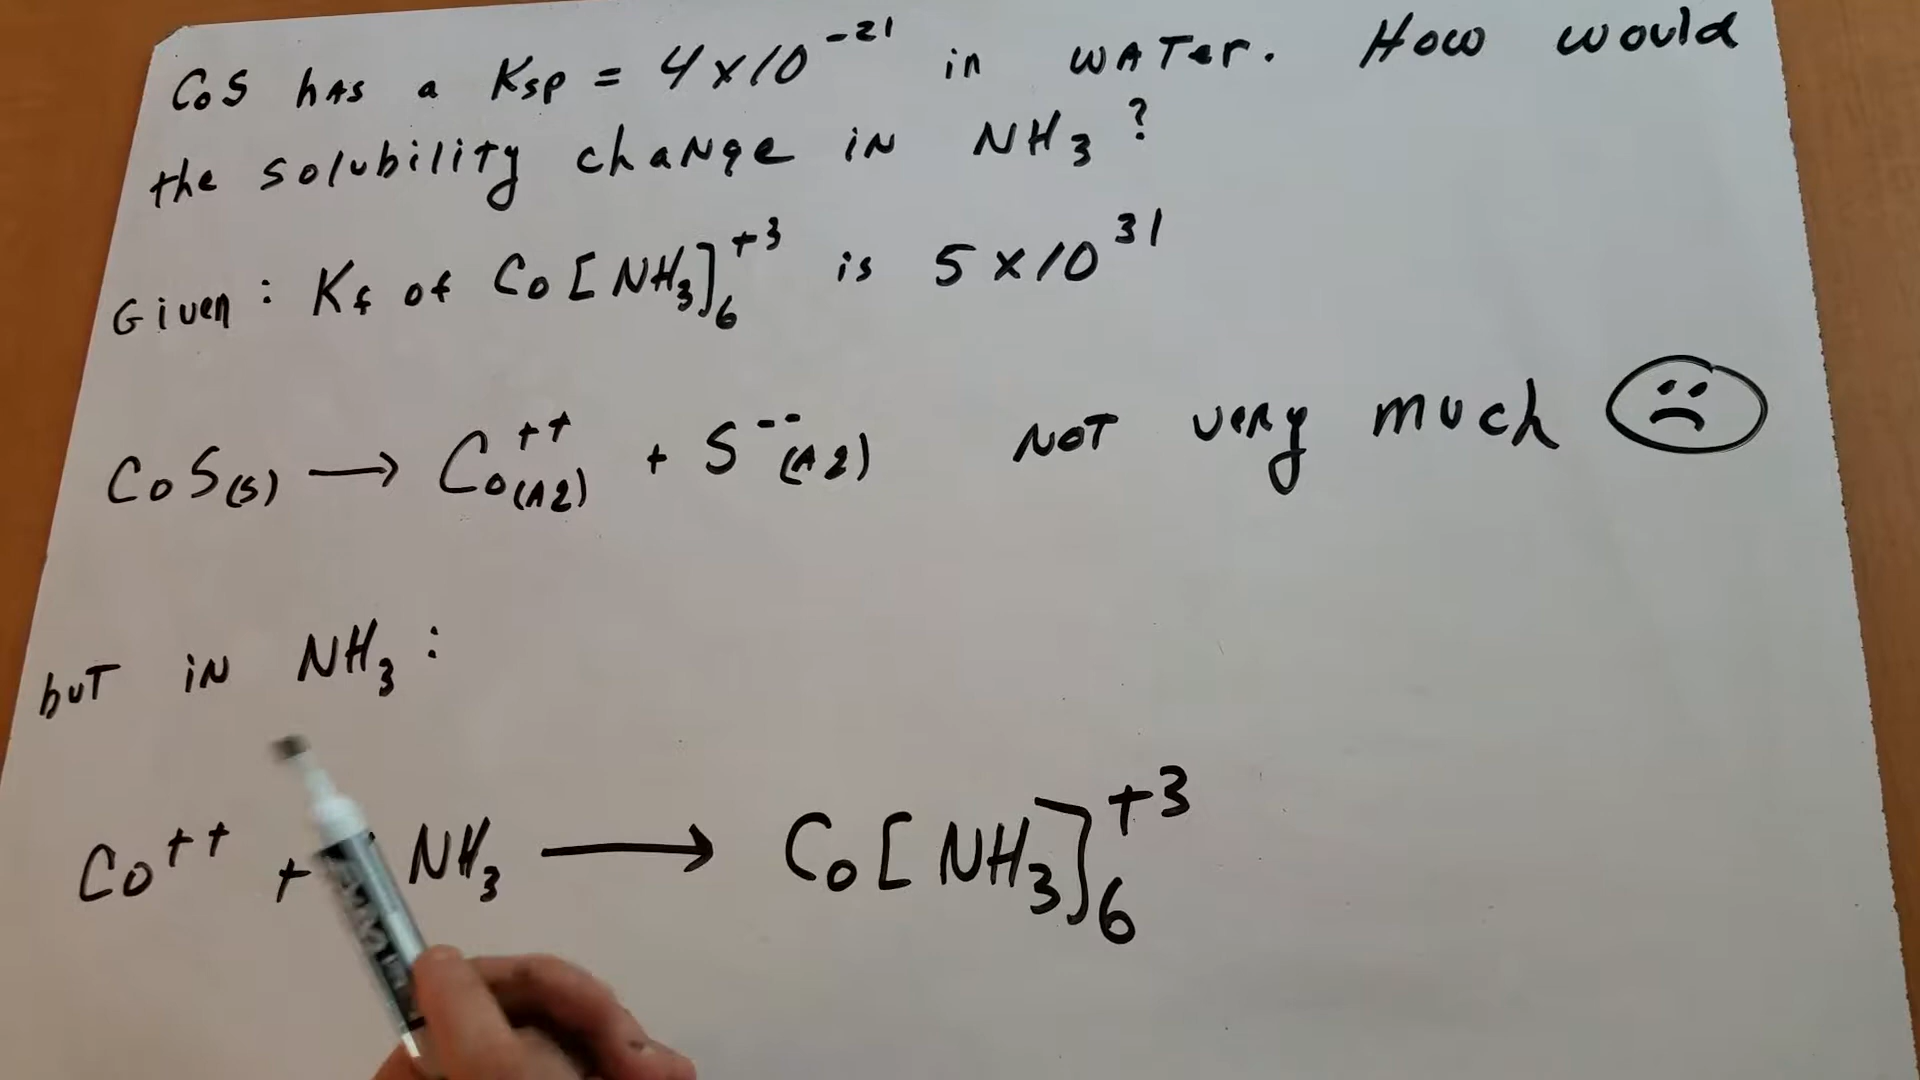 CoS has a Ksp = 4x10^-21 in water. How would
the solubility change in NH3?
Given: Kf of Co[NH3]6^+3 is 5x10^31
CoS(s) → Co^++(AQ) + S^--(AQ) NOT very much
but in NH3:
Co^++ + NH3 → Co[NH3]6^+3